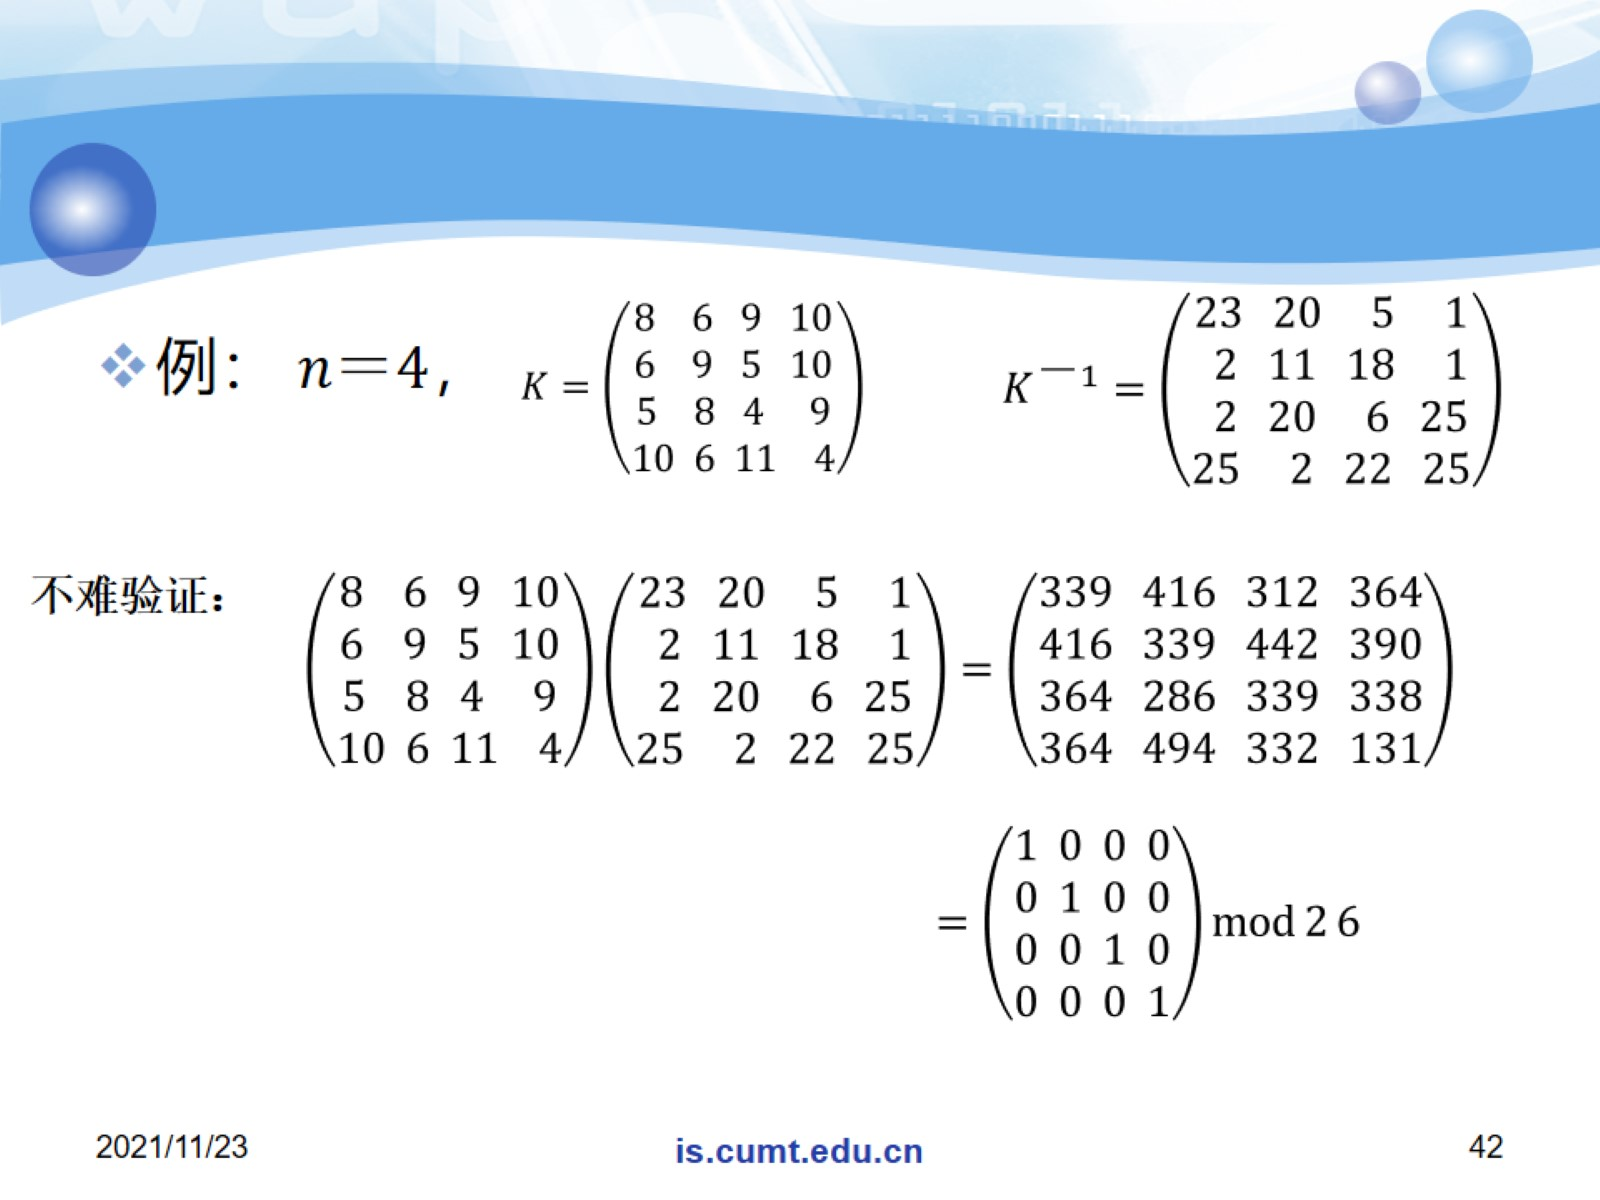 例： n＝4， K = (8 6 9 10 K⁻¹ = (23 20 5 1
6 9 5 10 2 11 18 1
5 8 4 9 2 20 6 25
10 6 11 4) 25 2 22 25)
不难验证： (8 6 9 10 (23 20 5 1 (339 416 312 364
6 9 5 10 2 11 18 1 416 339 442 390
5 8 4 9 2 20 6 25 = 364 286 339 338
10 6 11 4) 25 2 22 25) 364 494 332 131)
(1 0 0 0
0 1 0 0
= 0 0 1 0 mod 2 6
0 0 0 1)
2021/11/23 is.cumt.edu.cn 42